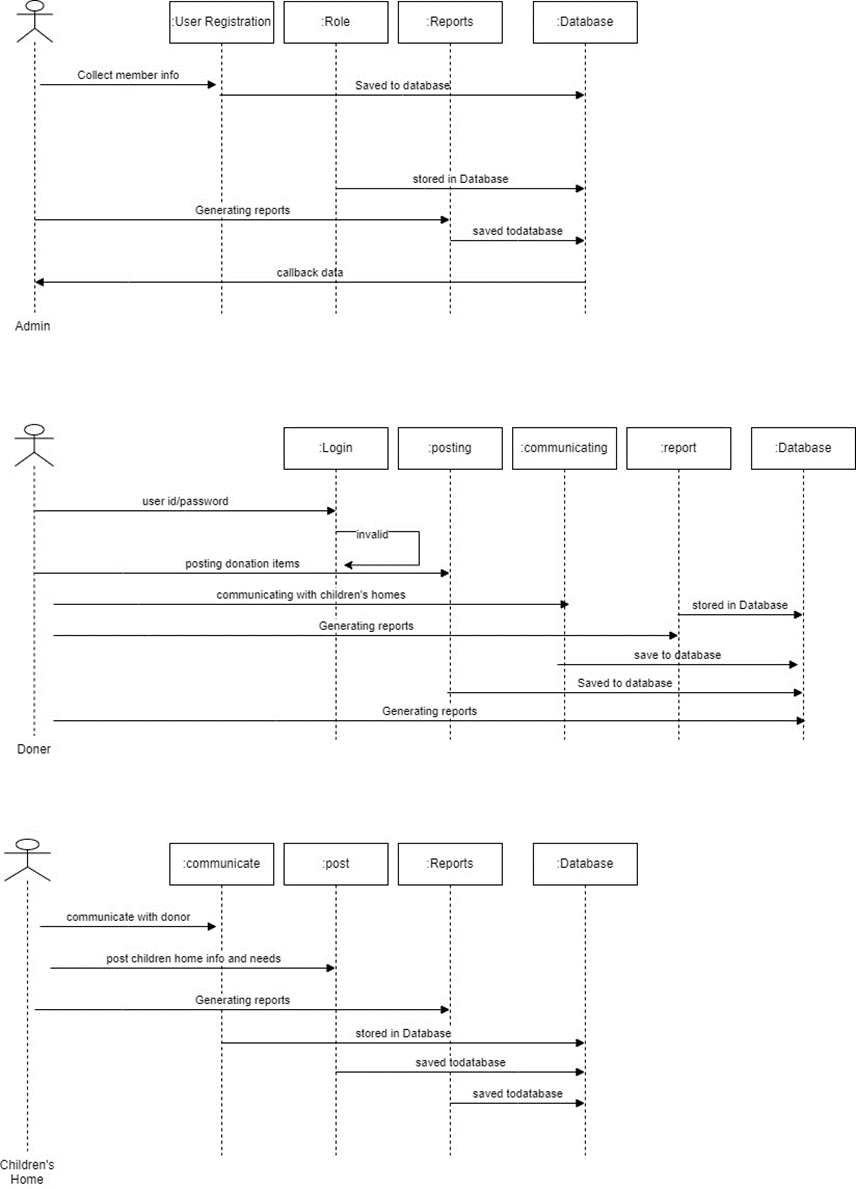 :User Registration
:Role
:Reports
:Database
Collect member info
Saved to database
stored in Database
Generating reports
saved todatabase
callback data
Admin
:Login
:posting
:communicating
:report
:Database
user id/password
invalid
posting donation items
communicating with children's homes
stored in Database
Generating reports
save to database
Saved to database
Generating reports
Doner
:communicate
:post
:Reports
:Database
communicate with donor
post children home info and needs
Generating reports
stored in Database
saved todatabase
saved todatabase
Children's
Home